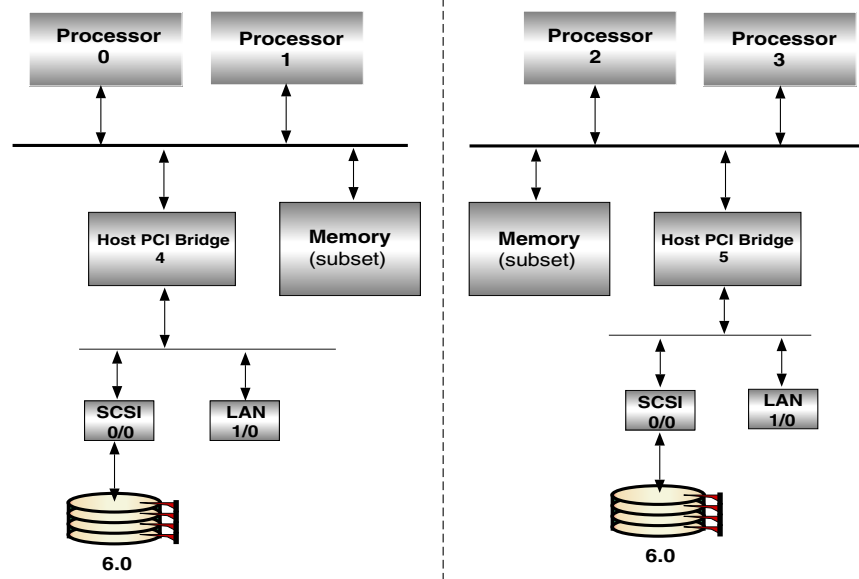 Processor
0
Processor
1
Host PCI Bridge
4
Memory
(subset)
SCSI
0/0
LAN
1/0
6.0
Processor
2
Processor
3
Memory
(subset)
Host PCI Bridge
5
SCSI
0/0
LAN
1/0
6.0